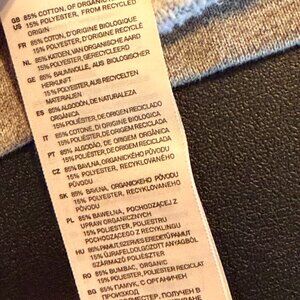 GB 85% COTTON, OF ORGANIC
US 15% POLYESTER, FROM RECYCLED
ORIGIN
FR 85% COTON, D'ORIGINE BIOLOGIQUE
15% POLYESTER, D'ORIGINE RECYCLÉ
NL 85% KATOEN, VAN ORGANISCHE AARD
15% POLYESTER, GERECYCLEERD
GE 85% BAUMWOLLE, AUS BIOLOGISCHER
HERKUNFT
15% POLYESTER, AUS RECYCELTEN
MATERIALIEN
ES 85% ALGODÓN, DE NATURALEZA
ORGÁNICA
15% POLIÉSTER, DE ORIGEN RECICLADO
IT 85% COTONE, DI ORIGINE BIOLOGICA
15% POLIESTERE, DI ORIGINE RICICLATA
PT 85% ALGODÃO, DE ORIGEM ORGÂNICA
15% POLIÉSTER, DE ORIGEM RECICLADA
CZ 85% BAVLNA, ORGANICKÉHO PŮVODU
15% POLYESTER, RECYKLOVANÉHO
PŮVODU
SK 85% BAVLNA, ORGANICKÉHO PÔVODU
15% POLYESTER, RECYKLOVANÉHO
PÔVODU
PL 85% BAWEŁNA, POCHODZĄCEJ Z
UPRAW ORGANICZNYCH
15% POLIESTER, POCHODZĄCEGO Z
HU 85% PAMUT, SZERVES EREDETŰ PAMUT
15% ÚJRAFELDOLGOZOTT ANYAGBÓL
SZÁRMAZÓ POLIÉSZTER
RO 85% BUMBAC, ORGANIC
15% POLIESTER, POLIESTER RECICLAT
BG 85% ПАМУК, С ОРГАНИЧЕН
ПРОИЗХОД
ПОЛУЧЕН В